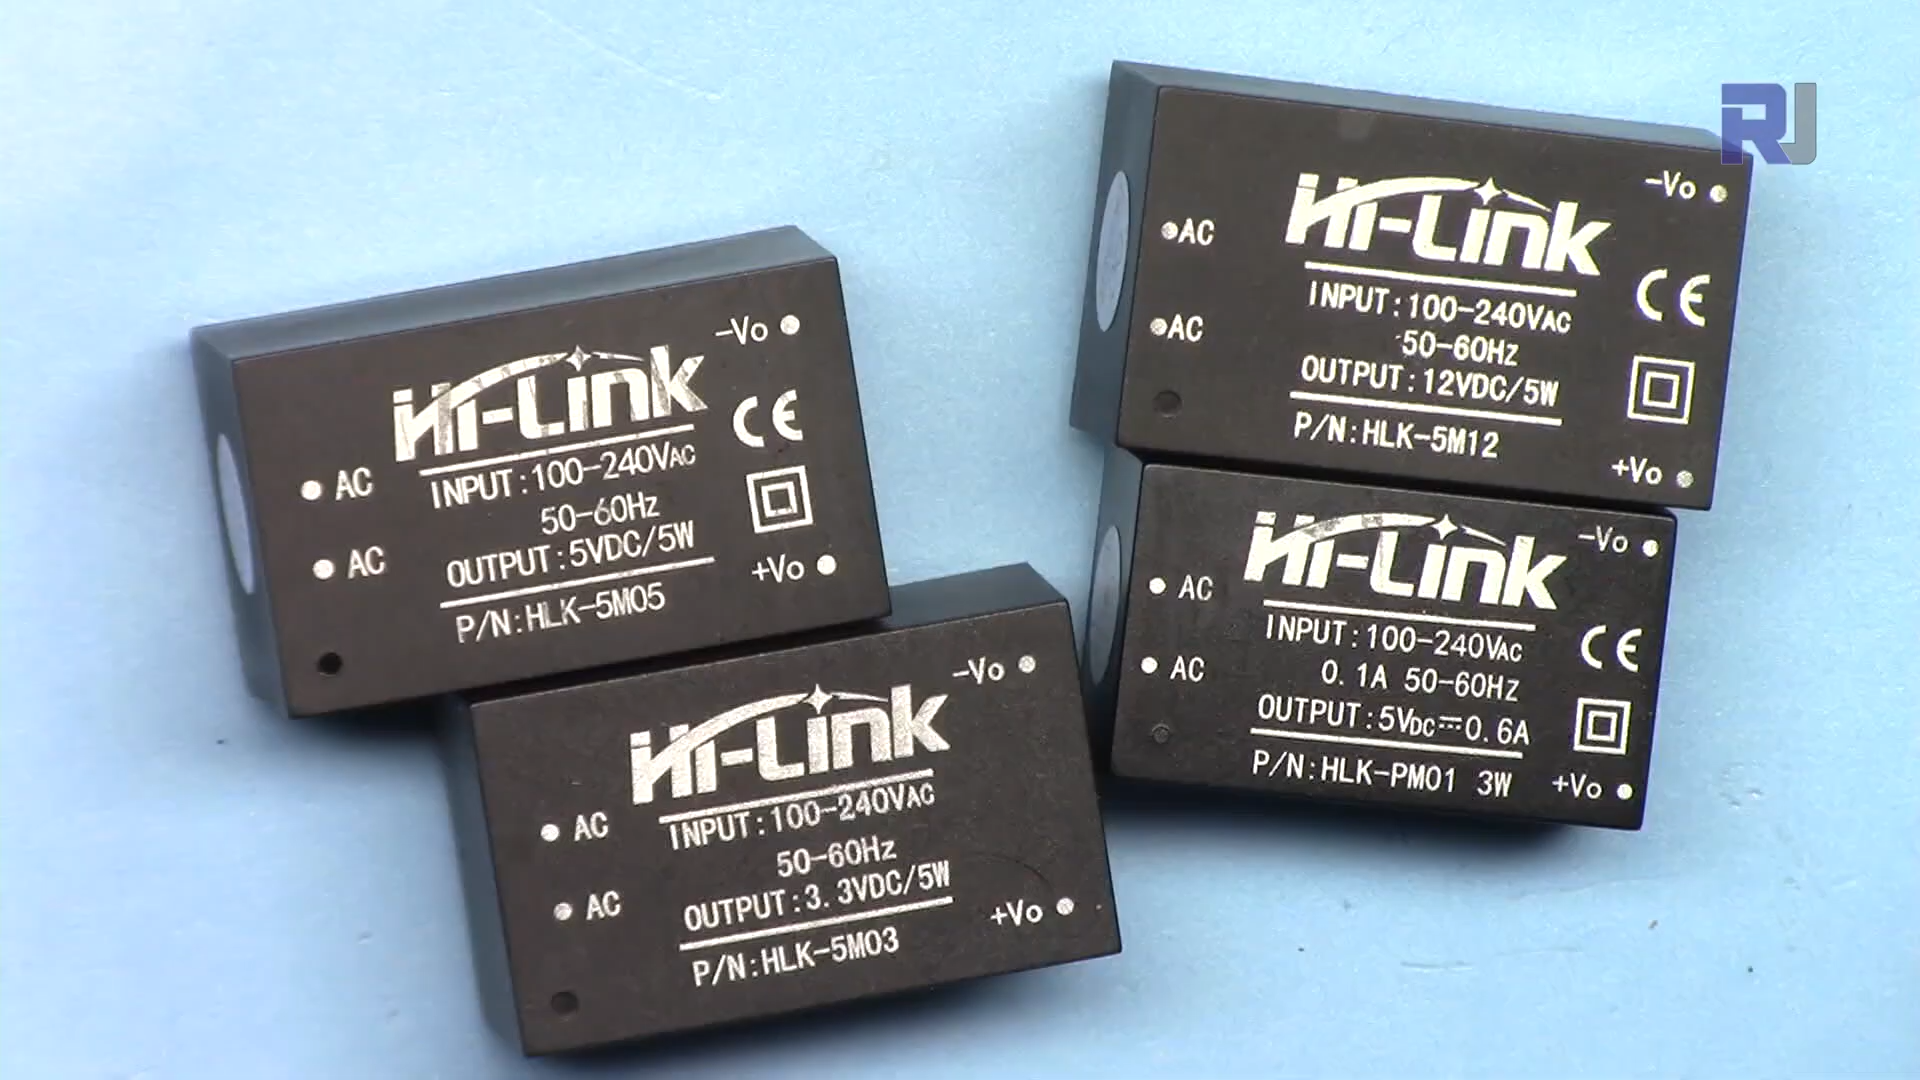 Hi-Link
INPUT:100-240VAC
50-60Hz
OUTPUT:5VDC/5W
P/N:HLK-5M05
AC
AC
-Vo
CE
+Vo
Hi-Link
INPUT:100-240VAC
50-60Hz
OUTPUT:3.3VDC/5W
P/N:HLK-5M03
AC
AC
-Vo
+Vo
Hi-Link
INPUT:100-240VAC
50-60Hz
OUTPUT:12VDC/5W
P/N:HLK-5M12
AC
AC
-Vo
CE
+Vo
Hi-Link
INPUT:100-240VAC
0.1A 50-60Hz
OUTPUT:5VDC⎓0.6A
P/N:HLK-PM01 3W
AC
AC
-Vo
CE
+Vo
RJ